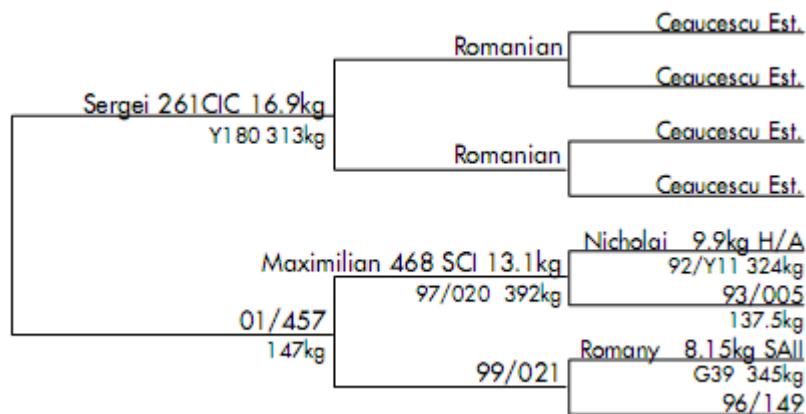 Ceaucescu Est.
Romanian
Ceaucescu Est.
Sergei 261CIC 16.9kg
Y180 313kg
Ceaucescu Est.
Romanian
Ceaucescu Est.
Nicholai 9.9kg H/A
Maximilian 468 SCI 13.1kg
92/Y11 324kg
97/020 392kg
93/005
01/457
137.5kg
147kg
Romany 8.15kg SAII
99/021
G39 345kg
96/149